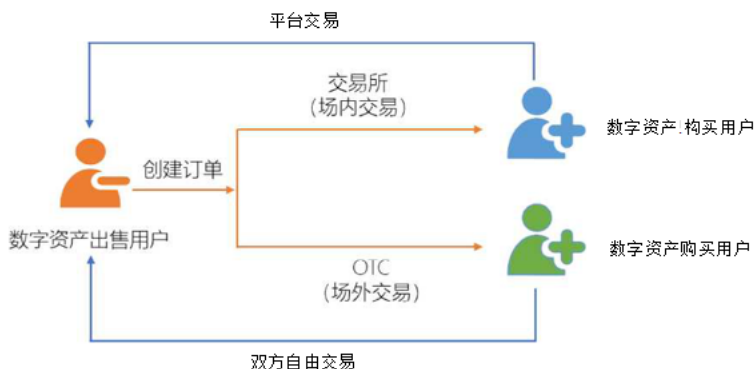 平台交易
交易所
(场内交易)
数字资产购买用户
创建订单
数字资产出售用户
数字资产购买用户
OTC
(场外交易)
双方自由交易